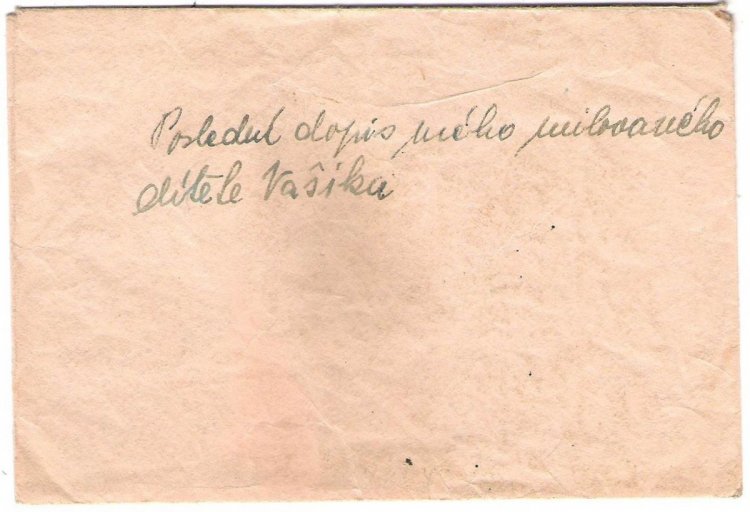 Poslední dopis mého milovaného
dítěte Vašíka